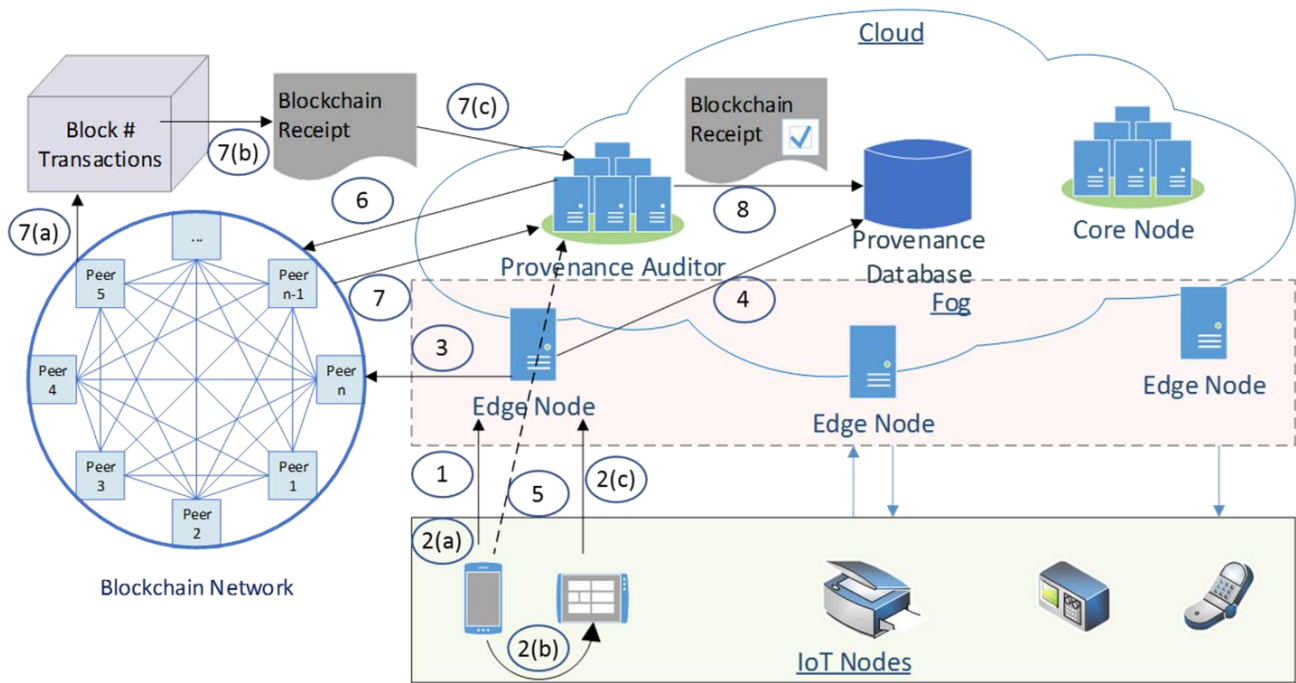 Cloud
Block #
Transactions
7(b)
Blockchain
Receipt
7(c)
Blockchain
Receipt
6
8
7(a)
...
Peer
5
Peer
n-1
Peer
4
Peer
n
Peer
3
Peer
1
Peer
2
Blockchain Network
7
Provenance Auditor
Provenance
Database
Core Node
4
Fog
3
Edge Node
Edge Node
Edge Node
1
5
2(c)
2(a)
2(b)
IoT Nodes